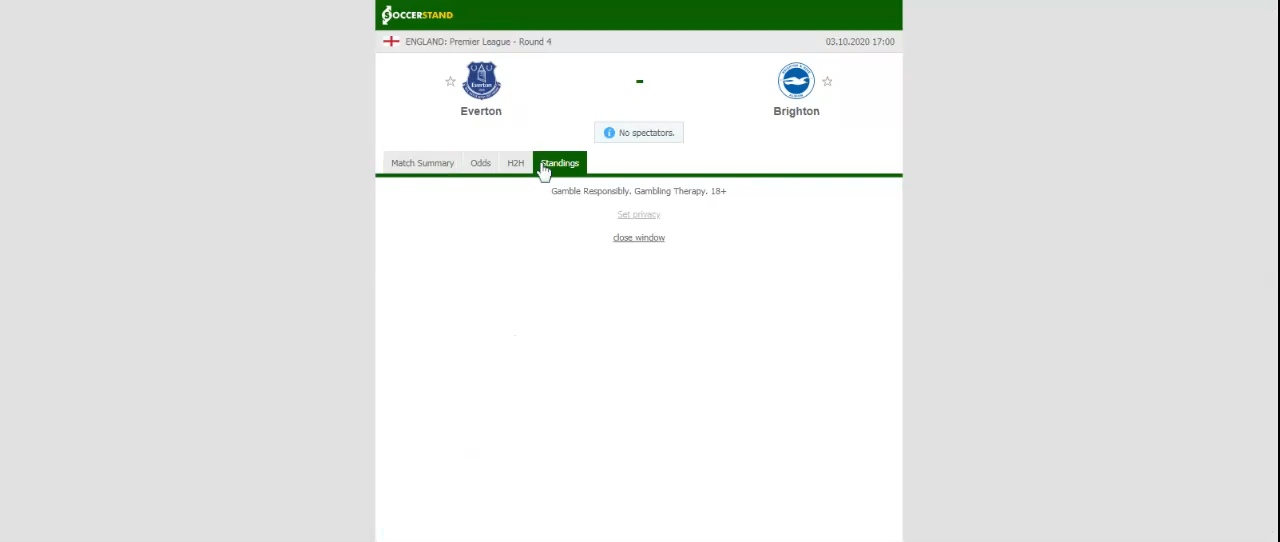 SOCCERSTAND
ENGLAND: Premier League - Round 4
03.10.2020 17:00
Everton
-
Everton
Brighton
No spectators.
Match Summary
Odds
H2H
Standings
Gamble Responsibly. Gambling Therapy. 18+
Set privacy
close window